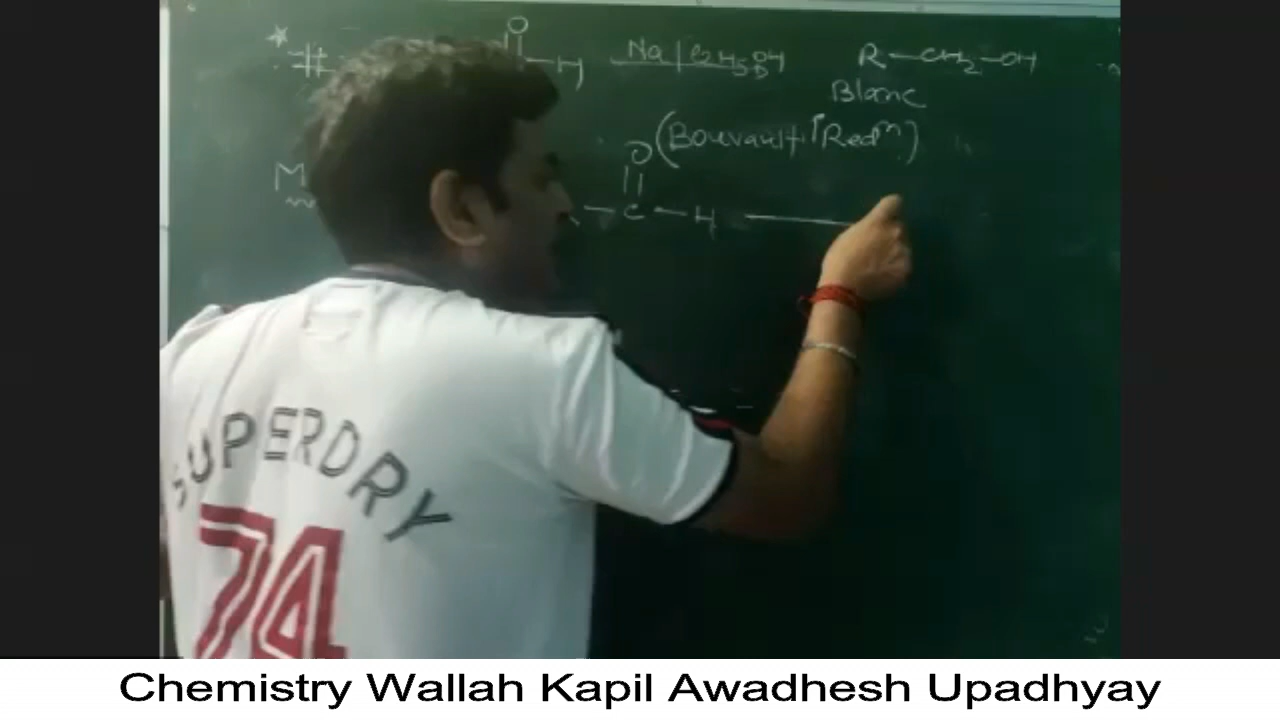 O
H Na/C2H5OH R-CH2-OH
Blanc
(Bouvault Redn)
O
||
M -C-H
SUPERDRY
74
Chemistry Wallah Kapil Awadhesh Upadhyay